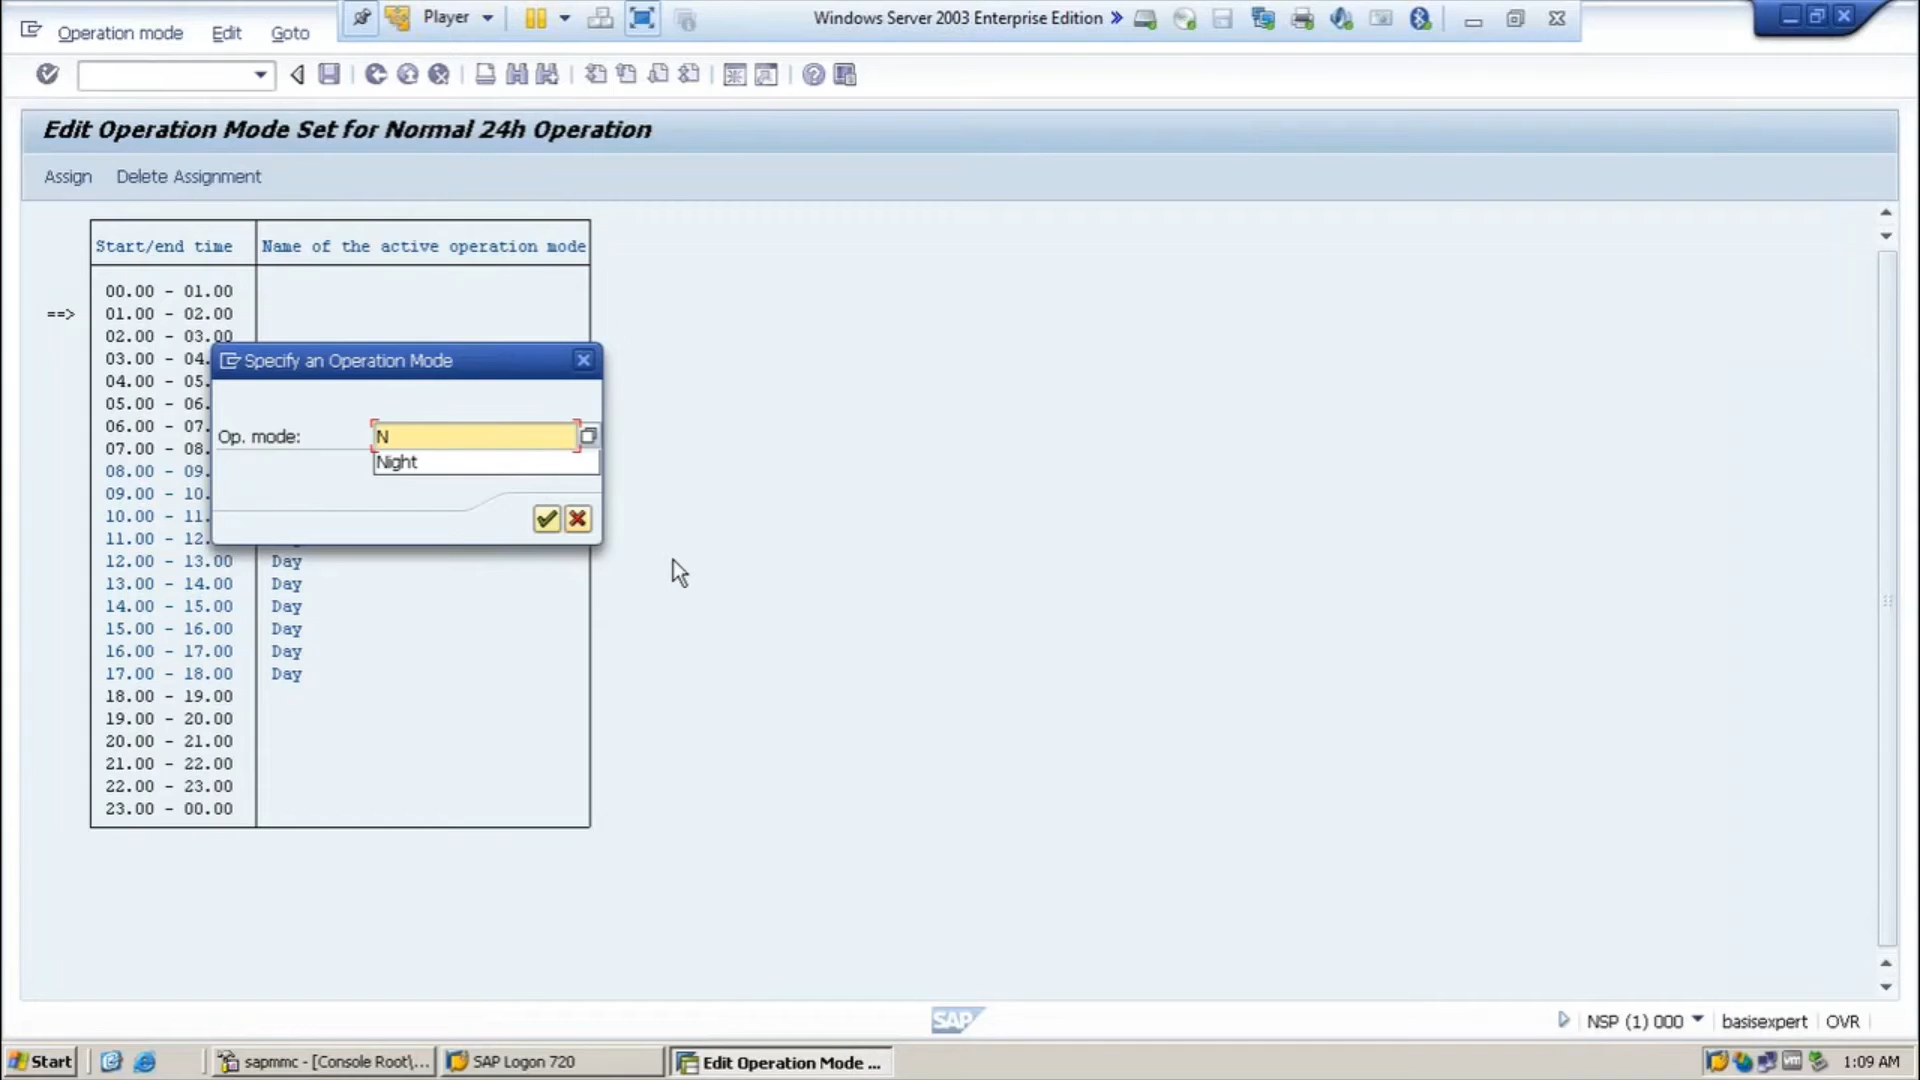 Operation mode Edit Goto
Player
Windows Server 2003 Enterprise Edition
Edit Operation Mode Set for Normal 24h Operation
Assign Delete Assignment
Start/end time Name of the active operation mode
00.00 - 01.00
==> 01.00 - 02.00
02.00 - 03.00
03.00 - 04.
04.00 - 05.
05.00 - 06.
06.00 - 07.
07.00 - 08.
08.00 - 09.
09.00 - 10.
10.00 - 11.
11.00 - 12.
Specify an Operation Mode
Op. mode: N
Night
12.00 - 13.00 Day
13.00 - 14.00 Day
14.00 - 15.00 Day
15.00 - 16.00 Day
16.00 - 17.00 Day
17.00 - 18.00 Day
18.00 - 19.00
19.00 - 20.00
20.00 - 21.00
21.00 - 22.00
22.00 - 23.00
23.00 - 00.00
SAP
NSP (1) 000 basisexpert OVR
Start sapmmc - [Console Root\... SAP Logon 720 Edit Operation Mode ... 1:09 AM